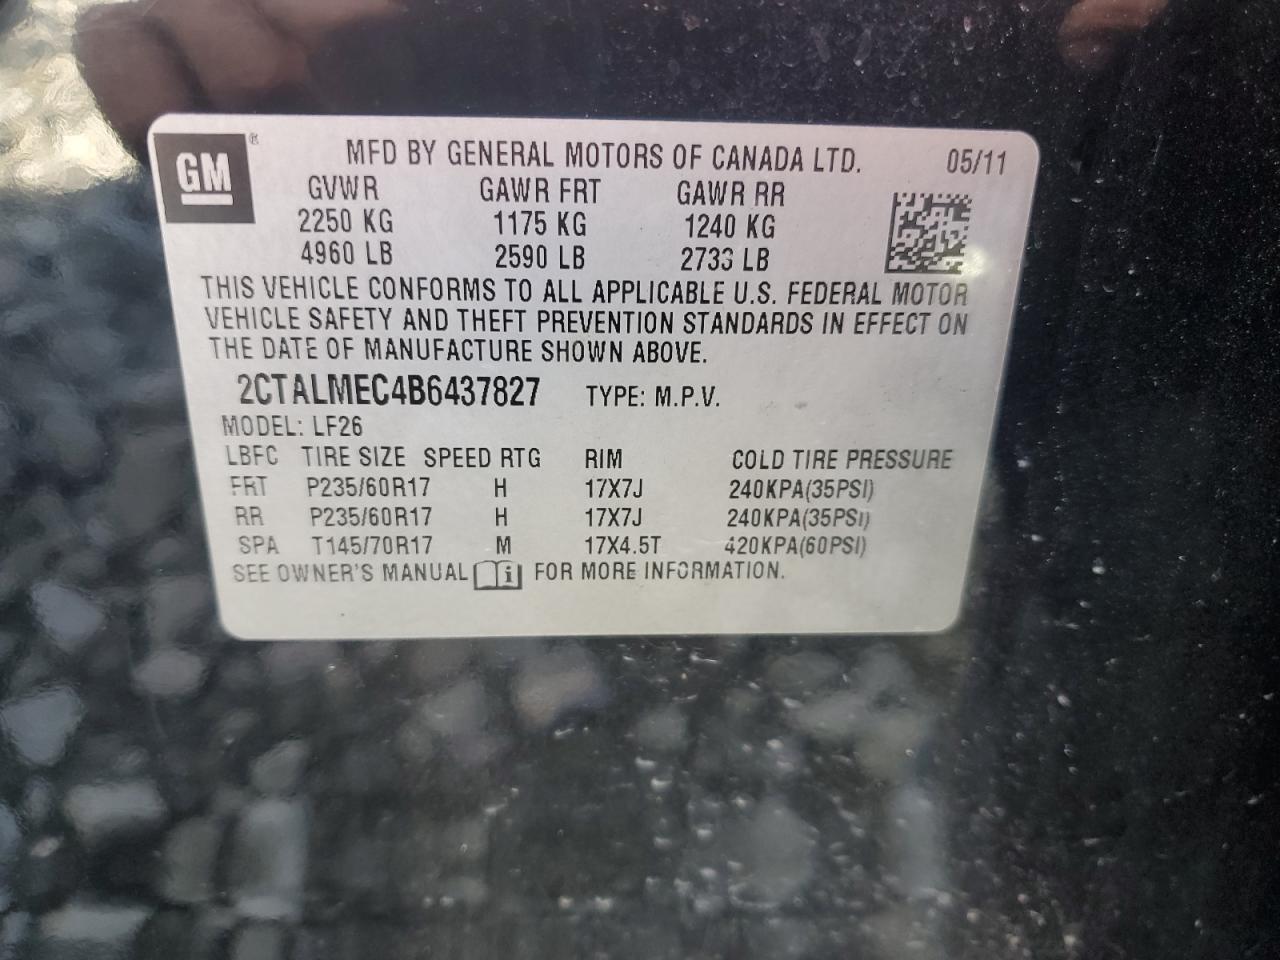 GM ®
MFD BY GENERAL MOTORS OF CANADA LTD. 05/11
GVWR GAWR FRT GAWR RR
2250 KG 1175 KG 1240 KG
4960 LB 2590 LB 2733 LB
THIS VEHICLE CONFORMS TO ALL APPLICABLE U.S. FEDERAL MOTOR
VEHICLE SAFETY AND THEFT PREVENTION STANDARDS IN EFFECT ON
THE DATE OF MANUFACTURE SHOWN ABOVE.
2CTALMEC4B6437827 TYPE: M.P.V.
MODEL: LF26
LBFC TIRE SIZE SPEED RTG RIM COLD TIRE PRESSURE
FRT P235/60R17 H 17X7J 240KPA(35PSI)
RR P235/60R17 H 17X7J 240KPA(35PSI)
SPA T145/70R17 M 17X4.5T 420KPA(60PSI)
SEE OWNER'S MANUAL i FOR MORE INFORMATION.